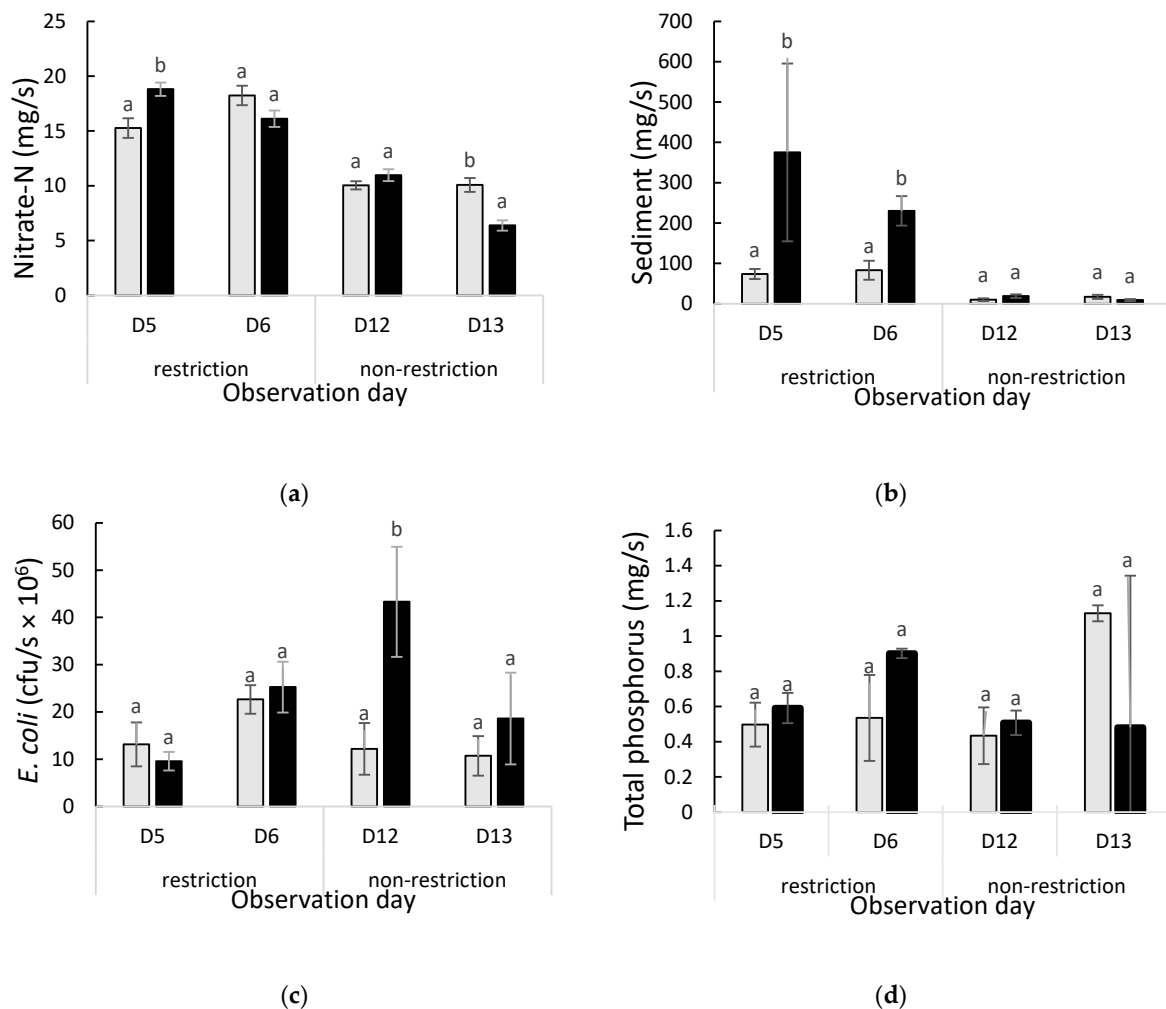 Nitrate-N (mg/s)
25
20
15
10
5
0
a
b
a
a
a
a
b
a
D5
D6
D12
D13
restriction
non-restriction
Observation day
(a)
Sediment (mg/s)
700
600
500
400
300
200
100
0
a
b
a
b
a
a
a
a
D5
D6
D12
D13
restriction
non-restriction
Observation day
(b)
E. coli (cfu/s × 10⁶)
60
50
40
30
20
10
0
a
a
a
a
a
b
a
a
D5
D6
D12
D13
restriction
non-restriction
Observation day
(c)
Total phosphorus (mg/s)
1.6
1.4
1.2
1
0.8
0.6
0.4
0.2
0
a
a
a
a
a
a
a
a
D5
D6
D12
D13
restriction
non-restriction
Observation day
(d)